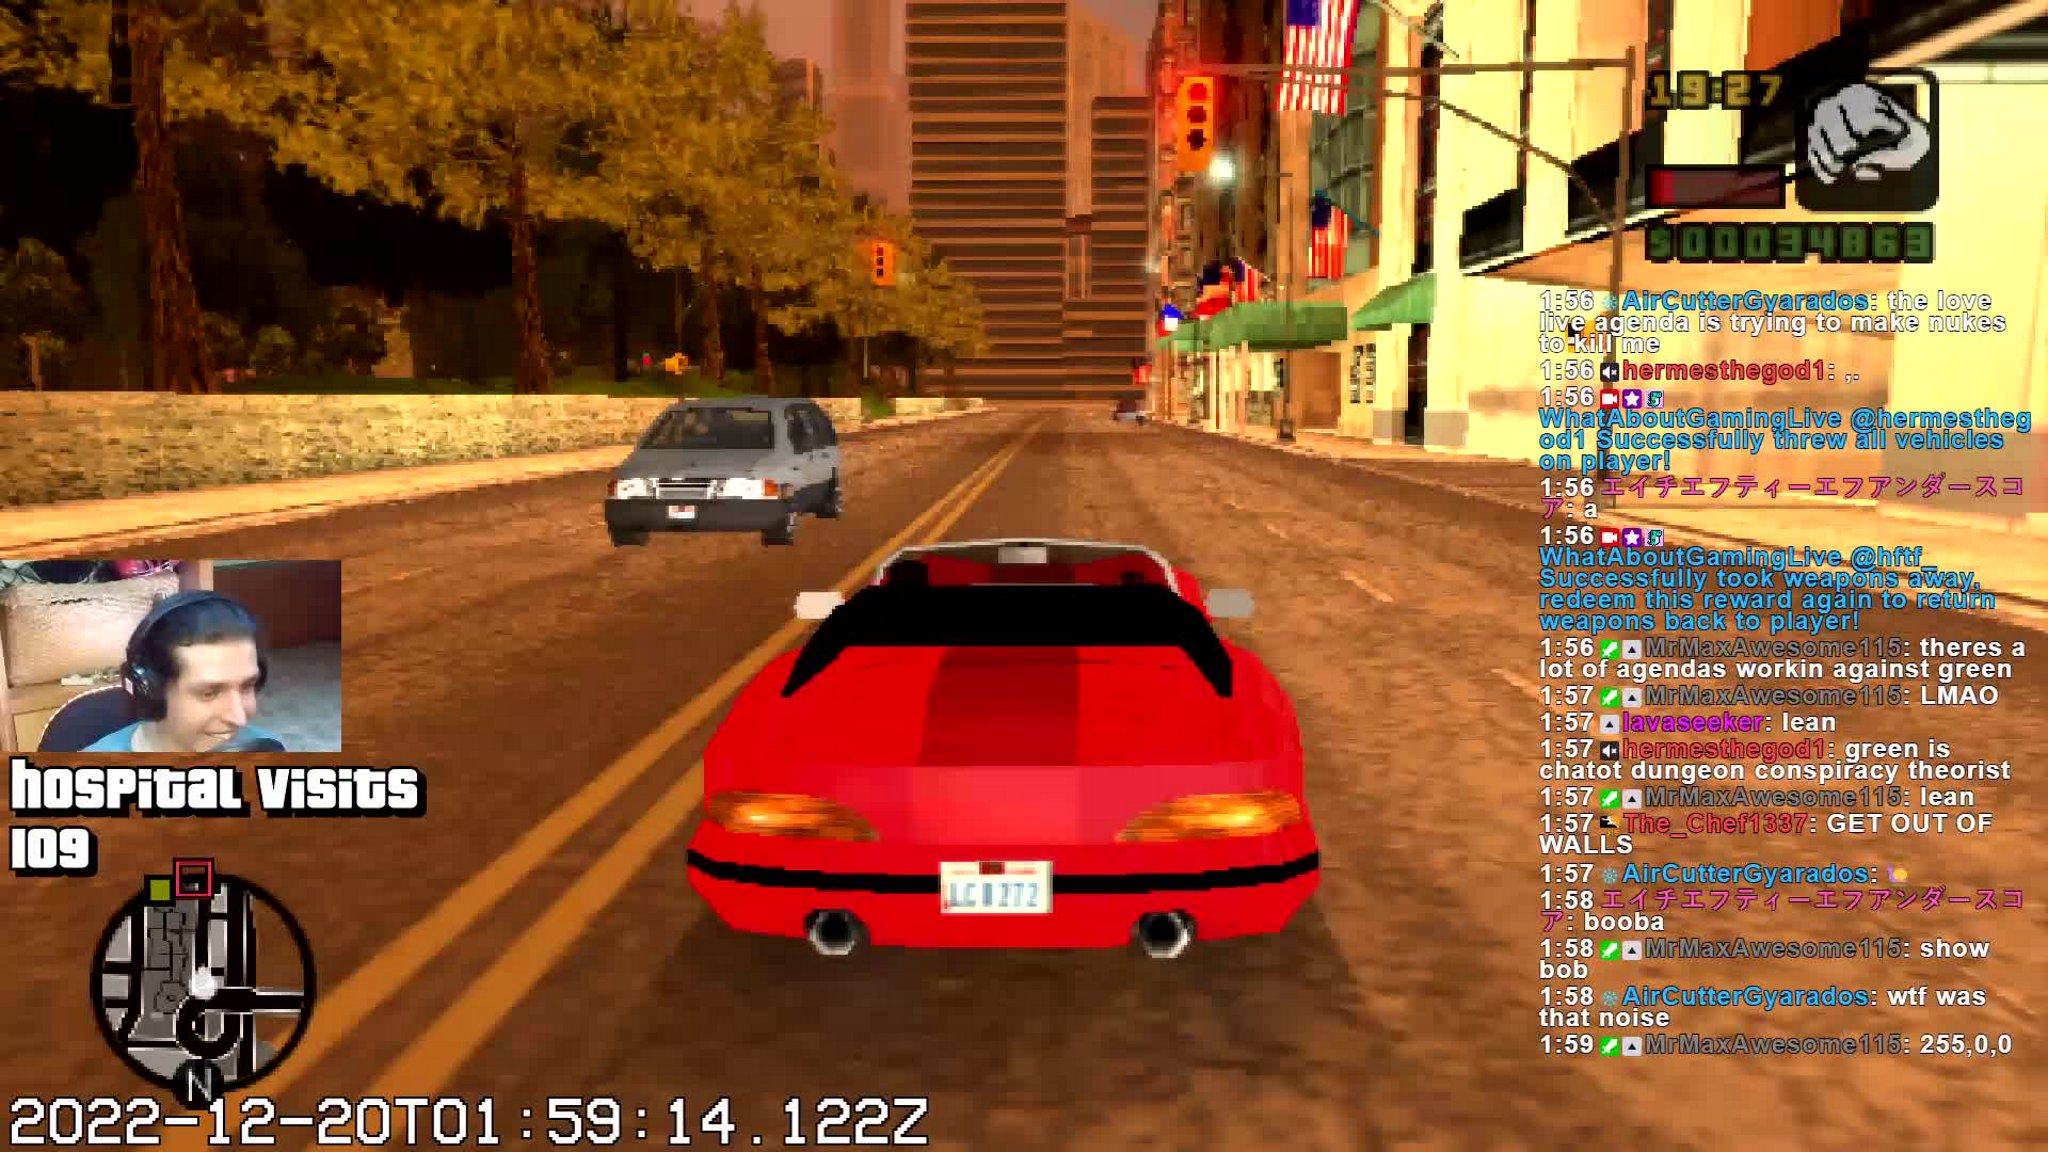 19:27
$00034863
1:56 AirCutterGyarados: the love
live agenda is trying to make nukes
to kill me
1:56 hermesthegod1: ,.
1:56
WhatAboutGamingLive @hermestheg
od1 Successfully threw all vehicles
on player!
1:56 エイチエフティーエフアンダースコ
ア: a
1:56
WhatAboutGamingLive @hftf_
Successfully took weapons away,
redeem this reward again to return
weapons back to player!
1:56 MrMaxAwesome115: theres a
lot of agendas workin against green
1:57 MrMaxAwesome115: LMAO
1:57 lavaseeker: lean
1:57 hermesthegod1: green is
chatot dungeon conspiracy theorist
1:57 MrMaxAwesome115: lean
1:57 The_Chef1337: GET OUT OF
WALLS
1:57 AirCutterGyarados:
1:58 エイチエフティーエフアンダースコ
ア: booba
1:58 MrMaxAwesome115: show
bob
1:58 AirCutterGyarados: wtf was
that noise
1:59 MrMaxAwesome115: 255,0,0
Hospital Visits
109
N
2022-12-20T01:59:14.122Z